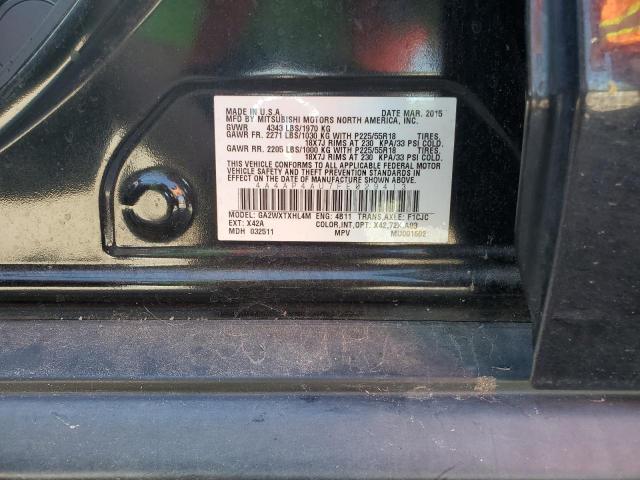 MADE IN U.S.A. DATE MAR. 2015
MFD BY MITSUBISHI MOTORS NORTH AMERICA, INC.
GVWR 4343 LBS/1970 KG
GAWR FR. 2271 LBS/1030 KG WITH P225/55R18 TIRES,
18X7J RIMS AT 230 KPA/33 PSI COLD.
GAWR RR. 2205 LBS/1000 KG WITH P225/55R18 TIRES,
18X7J RIMS AT 230 KPA/33 PSI COLD.
THIS VEHICLE CONFORMS TO ALL APPLICABLE FEDERAL MOTOR
VEHICLE SAFETY AND THEFT PREVENTION STANDARDS IN EFFECT
ON THE DATE OF MANUFACTURE SHOWN ABOVE.
4A4AP4AU7FE029413
MODEL: GA2WXTXHL4M ENG: 4B11 TRANS,AXLE: F1CJC
EXT: X42A COLOR,INT,OPT: X42,72X,A03
MDH 032511 MPV